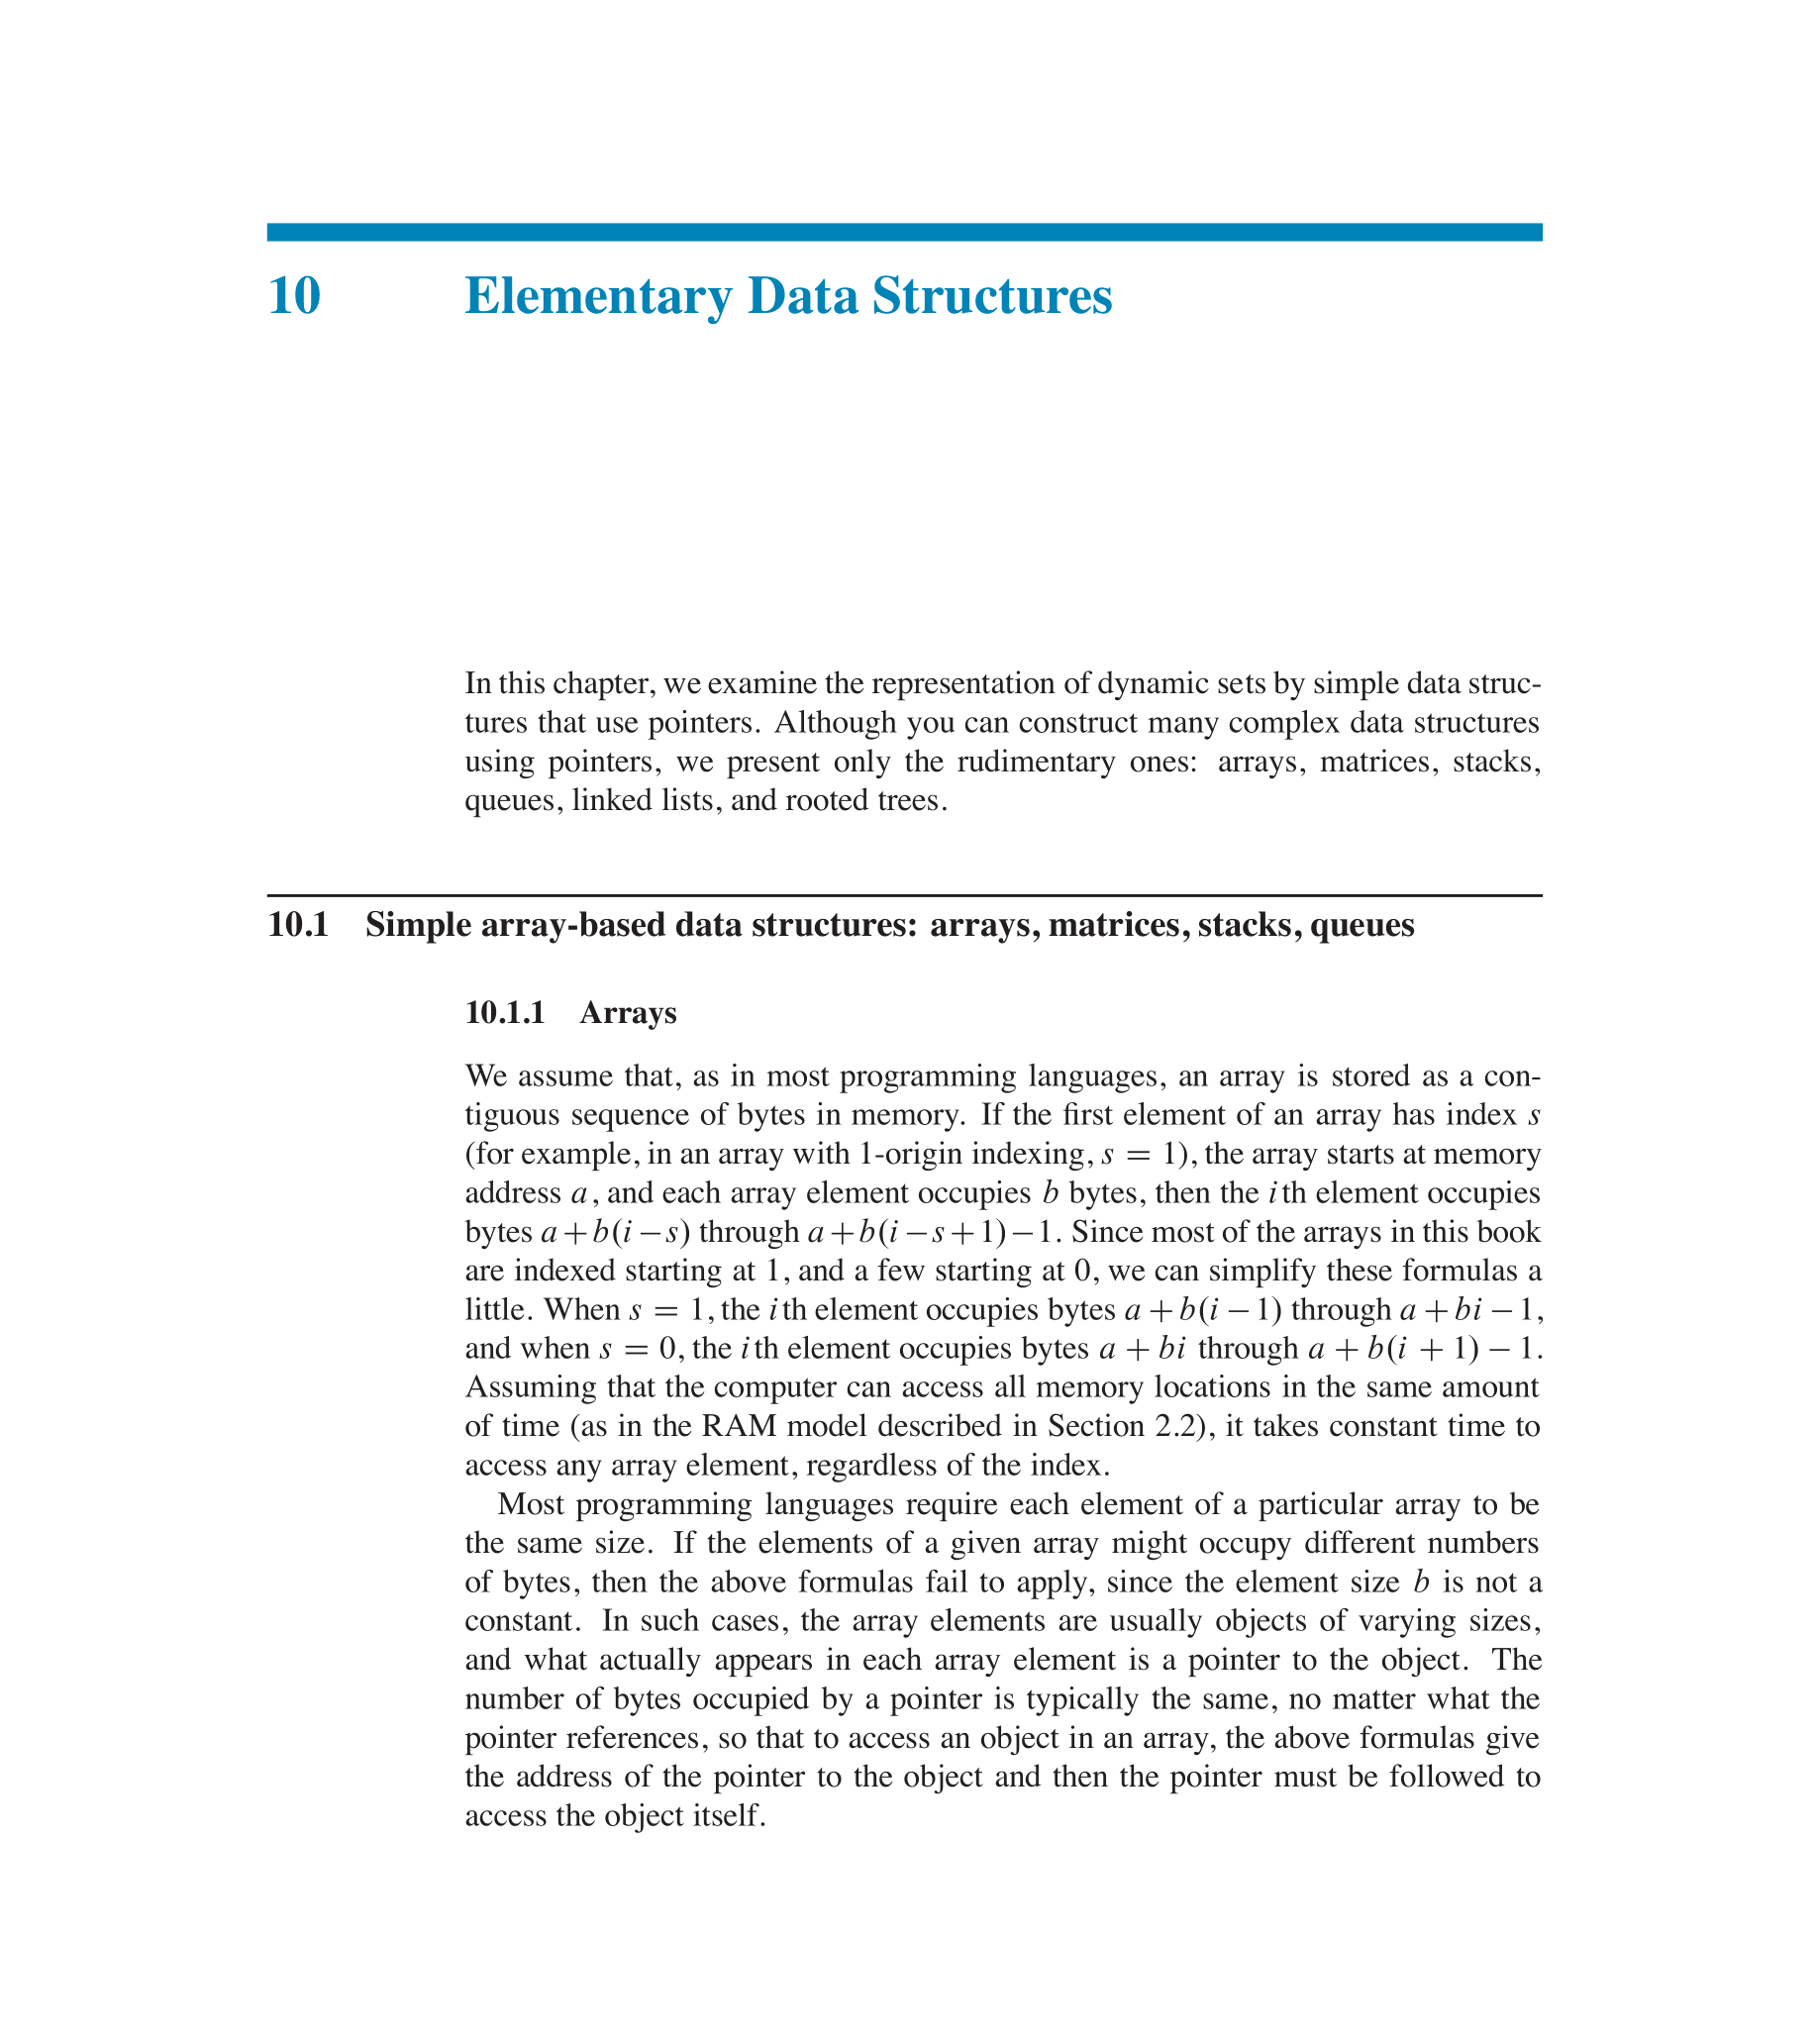 10 Elementary Data Structures
In this chapter, we examine the representation of dynamic sets by simple data struc-
tures that use pointers. Although you can construct many complex data structures
using pointers, we present only the rudimentary ones: arrays, matrices, stacks,
queues, linked lists, and rooted trees.
10.1 Simple array-based data structures: arrays, matrices, stacks, queues
10.1.1 Arrays
We assume that, as in most programming languages, an array is stored as a con-
tiguous sequence of bytes in memory. If the first element of an array has index s
(for example, in an array with 1-origin indexing, s = 1), the array starts at memory
address a, and each array element occupies b bytes, then the ith element occupies
bytes a + b(i − s) through a + b(i − s + 1) − 1. Since most of the arrays in this book
are indexed starting at 1, and a few starting at 0, we can simplify these formulas a
little. When s = 1, the ith element occupies bytes a + b(i − 1) through a + bi − 1,
and when s = 0, the ith element occupies bytes a + bi through a + b(i + 1) − 1.
Assuming that the computer can access all memory locations in the same amount
of time (as in the RAM model described in Section 2.2), it takes constant time to
access any array element, regardless of the index.
Most programming languages require each element of a particular array to be
the same size. If the elements of a given array might occupy different numbers
of bytes, then the above formulas fail to apply, since the element size b is not a
constant. In such cases, the array elements are usually objects of varying sizes,
and what actually appears in each array element is a pointer to the object. The
number of bytes occupied by a pointer is typically the same, no matter what the
pointer references, so that to access an object in an array, the above formulas give
the address of the pointer to the object and then the pointer must be followed to
access the object itself.